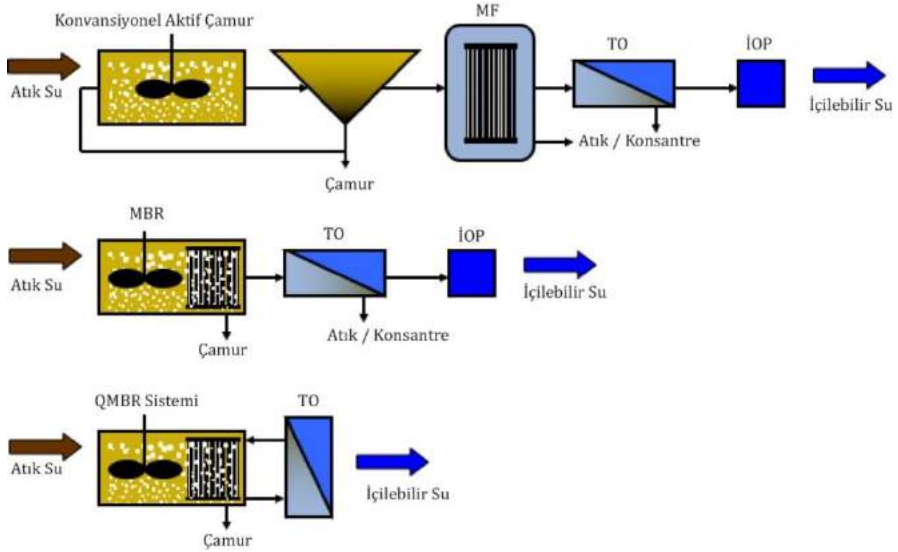 Konvansiyonel Aktif Çamur
MF
TO
İOP
Atık Su
İçilebilir Su
Atık / Konsantre
Çamur
MBR
TO
İOP
Atık Su
İçilebilir Su
Atık / Konsantre
Çamur
QMBR Sistemi
TO
Atık Su
İçilebilir Su
Çamur